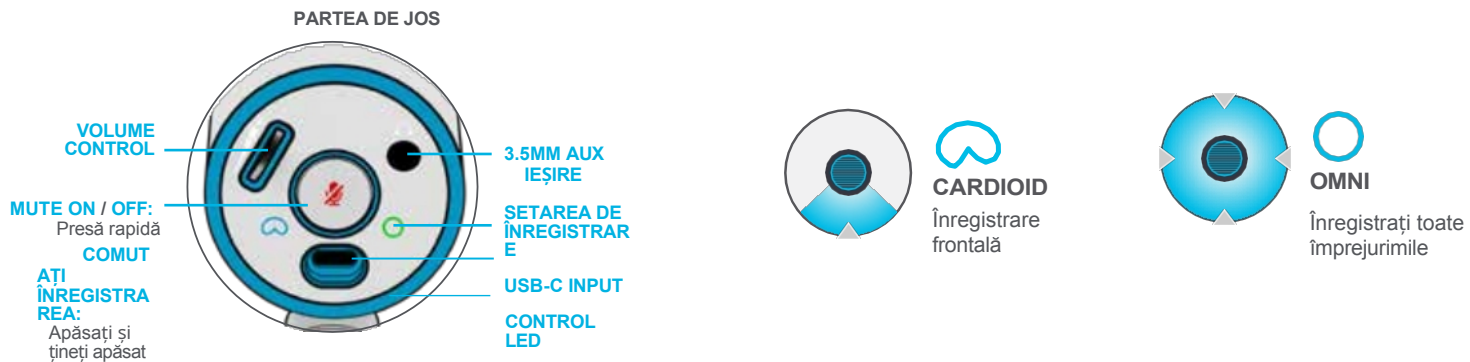 PARTEA DE JOS
VOLUME
CONTROL
MUTE ON / OFF:
Presă rapidă
COMUT
AȚI
ÎNREGISTRA
REA:
Apăsați și
țineți apăsat
3.5MM AUX
IEȘIRE
SETAREA DE
ÎNREGISTRAR
E
USB-C INPUT
CONTROL
LED
CARDIOID
Înregistrare
frontală
OMNI
Înregistrați toate
împrejurimile